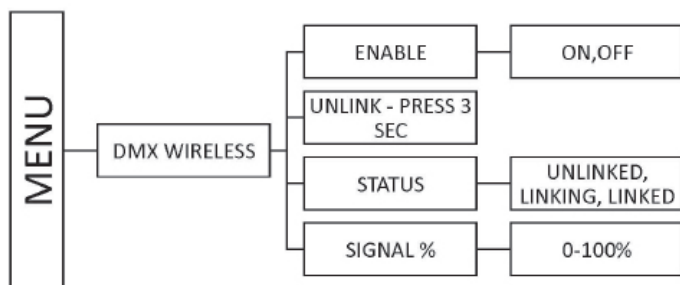 MENU
DMX WIRELESS
ENABLE
ON,OFF
UNLINK - PRESS 3
SEC
STATUS
UNLINKED,
LINKING, LINKED
SIGNAL %
0-100%